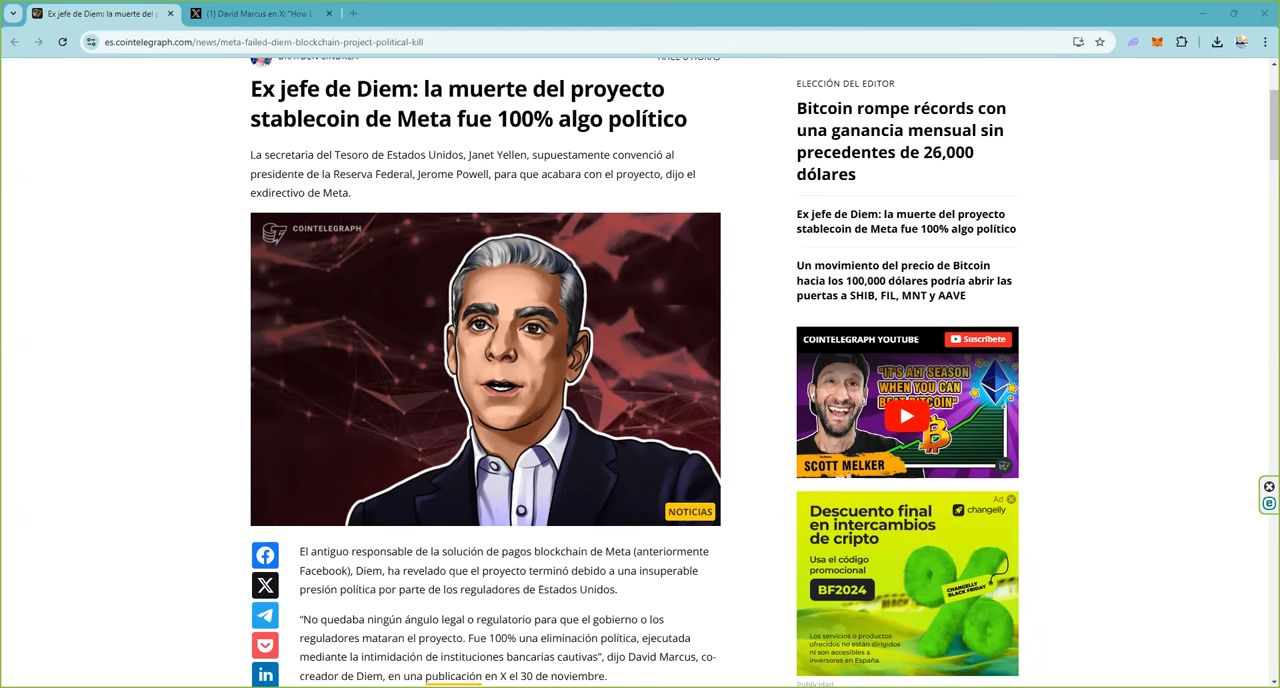 Ex jefe de Diem: la muerte del p
(1) David Marcus en X: "How I
es.cointelegraph.com/news/meta-failed-diem-blockchain-project-political-kill
Ex jefe de Diem: la muerte del proyecto
stablecoin de Meta fue 100% algo político
La secretaria del Tesoro de Estados Unidos, Janet Yellen, supuestamente convenció al
presidente de la Reserva Federal, Jerome Powell, para que acabara con el proyecto, dijo el
exdirectivo de Meta.
COINTELEGRAPH
NOTICIAS
El antiguo responsable de la solución de pagos blockchain de Meta (anteriormente
Facebook), Diem, ha revelado que el proyecto terminó debido a una insuperable
presión política por parte de los reguladores de Estados Unidos.
“No quedaba ningún ángulo legal o regulatorio para que el gobierno o los
reguladores mataran el proyecto. Fue 100% una eliminación política, ejecutada
mediante la intimidación de instituciones bancarias cautivas”, dijo David Marcus, co-
creador de Diem, en una publicación en X el 30 de noviembre.
ELECCIÓN DEL EDITOR
Bitcoin rompe récords con
una ganancia mensual sin
precedentes de 26,000
dólares
Ex jefe de Diem: la muerte del proyecto
stablecoin de Meta fue 100% algo político
Un movimiento del precio de Bitcoin
hacia los 100,000 dólares podría abrir las
puertas a SHIB, FIL, MNT y AAVE
COINTELEGRAPH YOUTUBE
Suscríbete
"IT'S ALT SEASON
WHEN YOU CAN
BEAT BITCOIN"
SCOTT MELKER
Ad
Descuento final
en intercambios
de cripto
changelly
Usa el código
promocional
BF2024
CHANGELLY
BLACK FRIDAY
Los servicios o productos
ofrecidos no están dirigidos
ni son accesibles a
inversores en España.
Publicidad